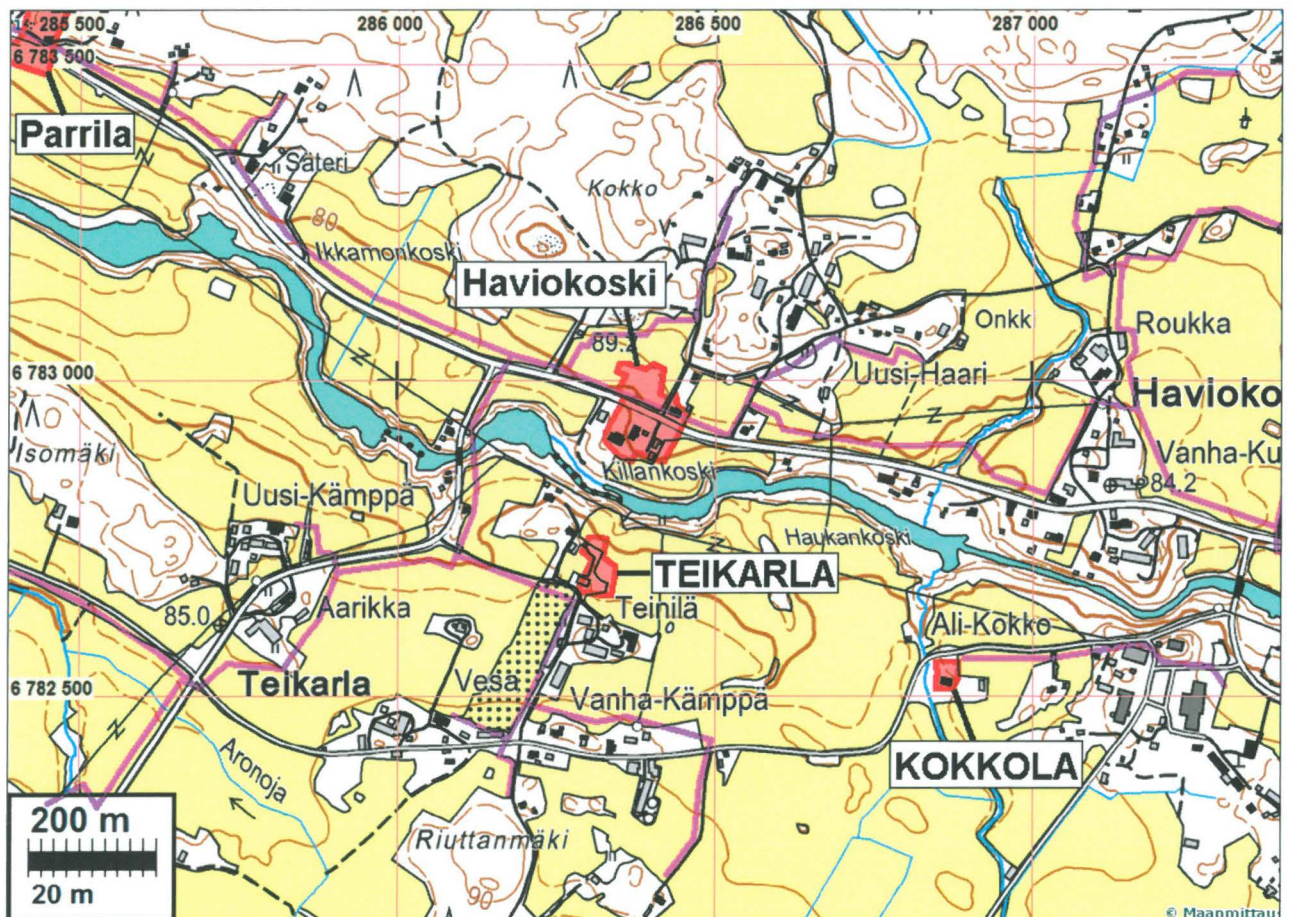 285 500
286 000
286 500
287 000
6 783 500
Parrila
Säteri
Kokko
80
Ikkamonkoski
Haviokoski
V
89.2
Onkk
Roukka
6 783 000
Uusi-Haari
Havioko
Isomäki
Killankoski
Vanha-Ku
84.2
Uusi-Kämppä
Haukankoski
TEIKARLA
85.0
Aarikka
Teinilä
Ali-Kokko
6 782 500
Teikarla
Vesa
Vanha-Kämppä
Aronoja
KOKKOLA
200 m
20 m
Riuttanmäki
90
© Maanmittaus